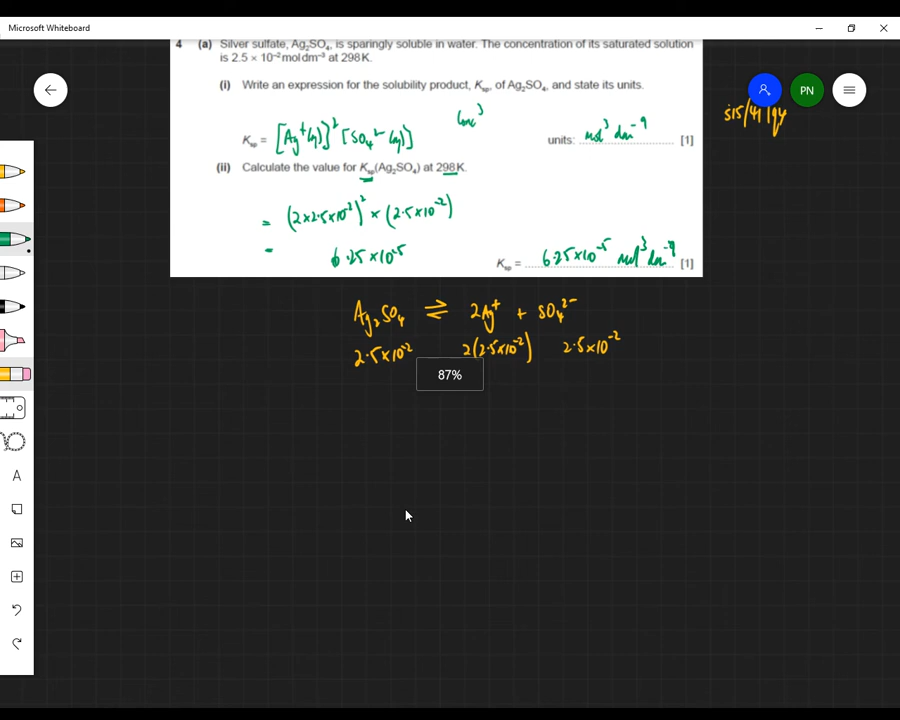 Microsoft Whiteboard
4 (a) Silver sulfate, Ag₂SO₄, is sparingly soluble in water. The concentration of its saturated solution
is 2.5 × 10⁻² mol dm⁻³ at 298 K.
PN
(i) Write an expression for the solubility product, Kₛₚ, of Ag₂SO₄, and state its units.
s15/41/q4
conc³
Kₛₚ = [Ag⁺(aq)]² [SO₄²⁻(aq)] units: mol³ dm⁻⁹ [1]
(ii) Calculate the value for Kₛₚ(Ag₂SO₄) at 298 K.
= (2×2.5×10⁻²)² × (2.5×10⁻²)
= 6.25×10⁻⁵
Kₛₚ = 6.25×10⁻⁵ mol³ dm⁻⁹ [1]
Ag₂SO₄ ⇌ 2Ag⁺ + SO₄²⁻
2.5×10⁻² 2(2.5×10⁻²) 2.5×10⁻²
87%
A